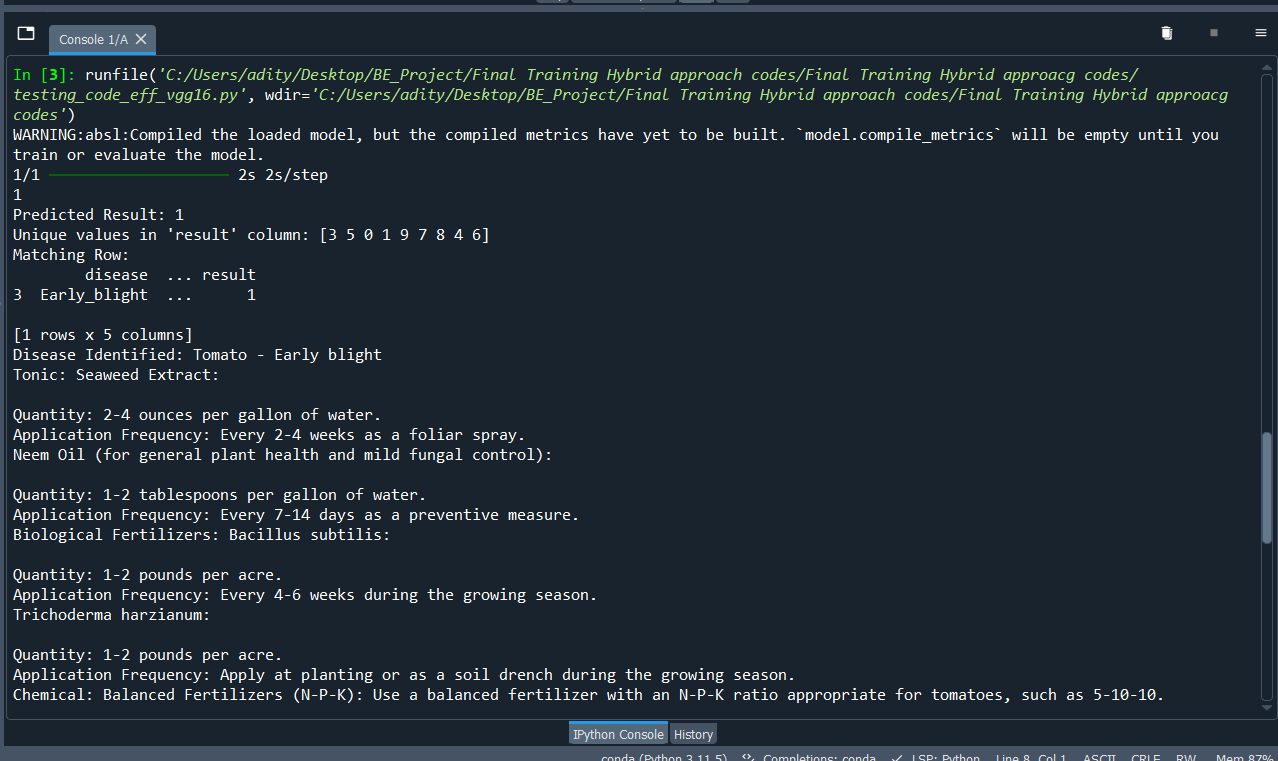 Console 1/A
In [3]: runfile('C:/Users/adity/Desktop/BE_Project/Final Training Hybrid approach codes/Final Training Hybrid approacg codes/
testing_code_eff_vgg16.py', wdir='C:/Users/adity/Desktop/BE_Project/Final Training Hybrid approach codes/Final Training Hybrid approacg
codes')
WARNING:absl:Compiled the loaded model, but the compiled metrics have yet to be built. `model.compile_metrics` will be empty until you
train or evaluate the model.
1/1 ━━━━━━━━━━━━━━━━━━━━ 2s 2s/step
1
Predicted Result: 1
Unique values in 'result' column: [3 5 0 1 9 7 8 4 6]
Matching Row:
disease ... result
3 Early_blight ... 1
[1 rows x 5 columns]
Disease Identified: Tomato - Early blight
Tonic: Seaweed Extract:
Quantity: 2-4 ounces per gallon of water.
Application Frequency: Every 2-4 weeks as a foliar spray.
Neem Oil (for general plant health and mild fungal control):
Quantity: 1-2 tablespoons per gallon of water.
Application Frequency: Every 7-14 days as a preventive measure.
Biological Fertilizers: Bacillus subtilis:
Quantity: 1-2 pounds per acre.
Application Frequency: Every 4-6 weeks during the growing season.
Trichoderma harzianum:
Quantity: 1-2 pounds per acre.
Application Frequency: Apply at planting or as a soil drench during the growing season.
Chemical: Balanced Fertilizers (N-P-K): Use a balanced fertilizer with an N-P-K ratio appropriate for tomatoes, such as 5-10-10.
IPython Console History
conda (Python 3.11.5) Completions: conda LSP: Python Line 8, Col 1 ASCII CRLF RW Mem 87%